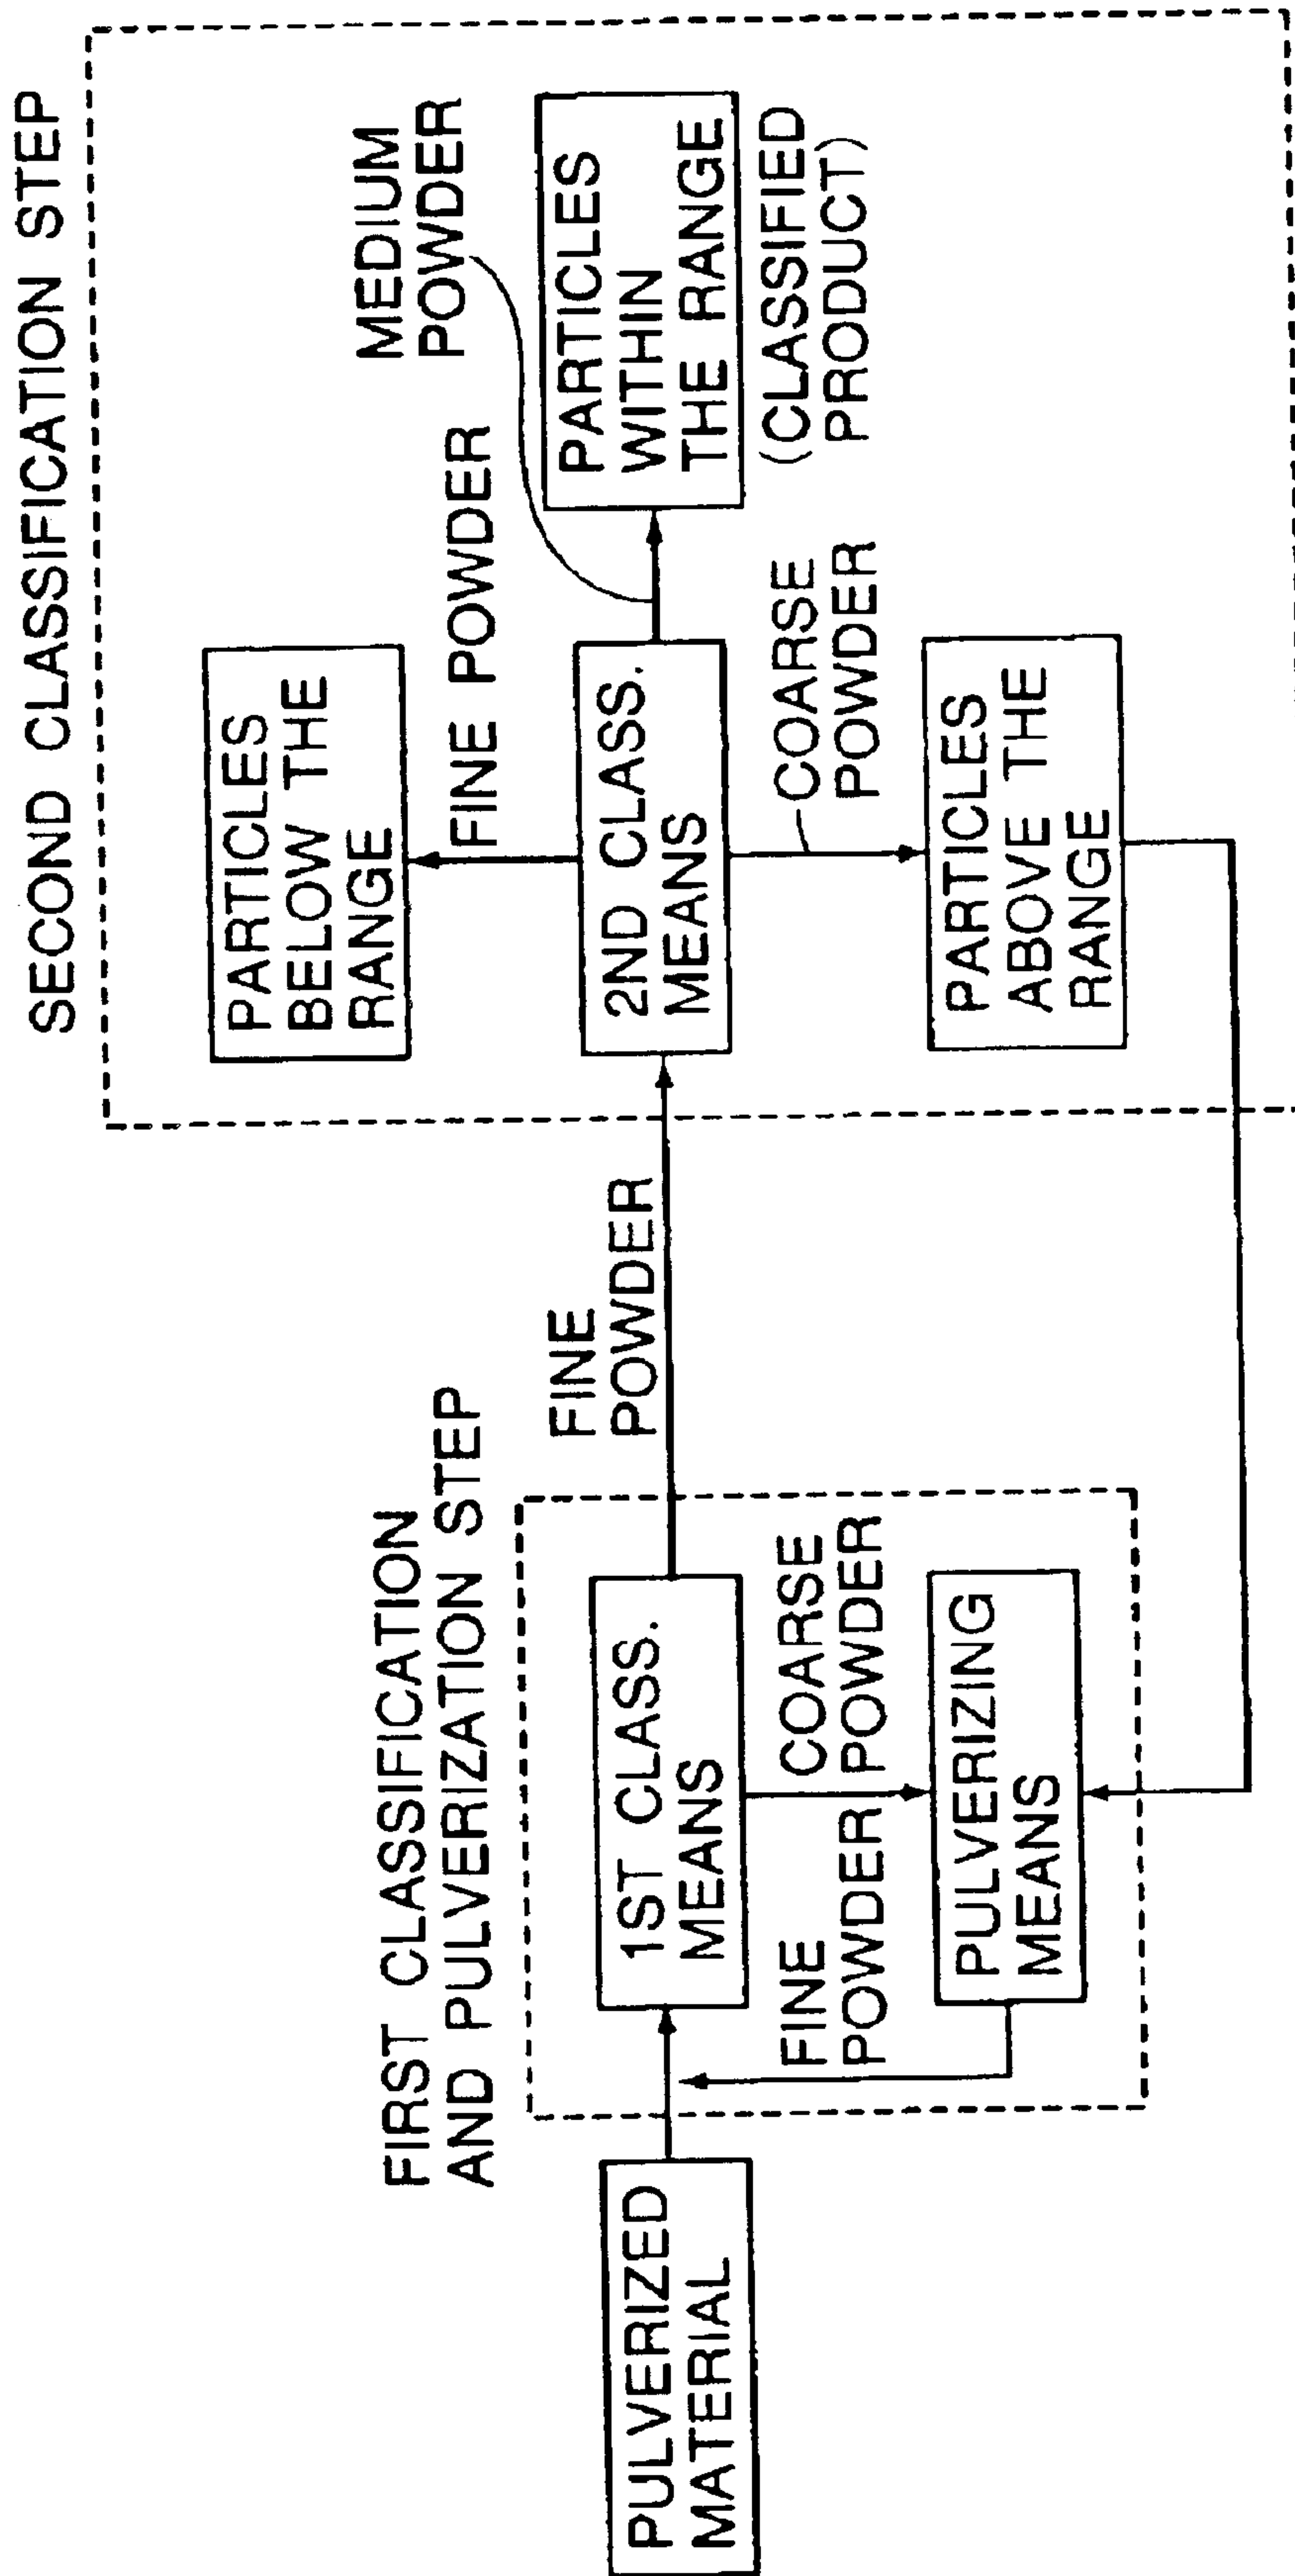 SECOND CLASSIFICATION STEP
PARTICLES
BELOW THE
RANGE
FINE POWDER
MEDIUM
POWDER
2ND CLASS.
MEANS
PARTICLES
WITHIN
THE RANGE
(CLASSIFIED
PRODUCT)
COARSE
POWDER
PARTICLES
ABOVE THE
RANGE
FIRST CLASSIFICATION
AND PULVERIZATION STEP
FINE
POWDER
PULVERIZED
MATERIAL
1ST CLASS.
MEANS
FINE
POWDER
COARSE
POWDER
PULVERIZING
MEANS